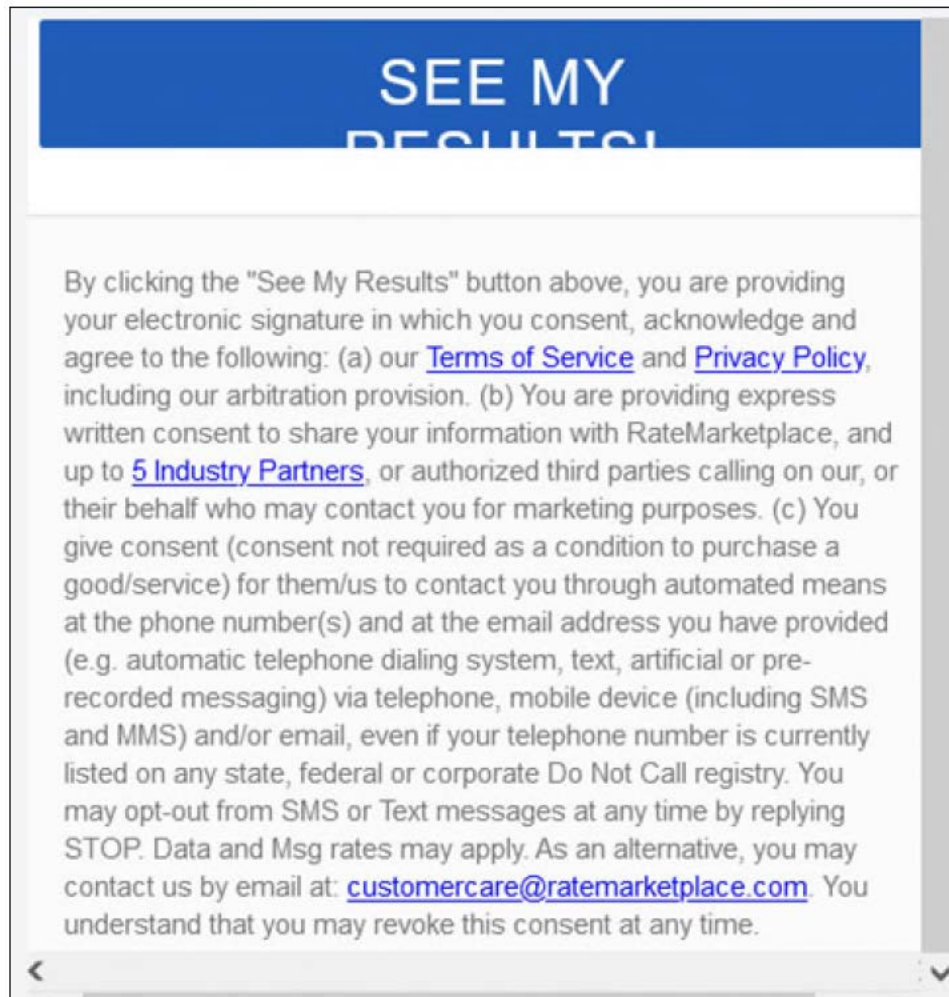 SEE MY
RESULTS!
By clicking the "See My Results" button above, you are providing
your electronic signature in which you consent, acknowledge and
agree to the following: (a) our Terms of Service and Privacy Policy,
including our arbitration provision. (b) You are providing express
written consent to share your information with RateMarketplace, and
up to 5 Industry Partners, or authorized third parties calling on our, or
their behalf who may contact you for marketing purposes. (c) You
give consent (consent not required as a condition to purchase a
good/service) for them/us to contact you through automated means
at the phone number(s) and at the email address you have provided
(e.g. automatic telephone dialing system, text, artificial or pre-
recorded messaging) via telephone, mobile device (including SMS
and MMS) and/or email, even if your telephone number is currently
listed on any state, federal or corporate Do Not Call registry. You
may opt-out from SMS or Text messages at any time by replying
STOP. Data and Msg rates may apply. As an alternative, you may
contact us by email at: customercare@ratemarketplace.com. You
understand that you may revoke this consent at any time.